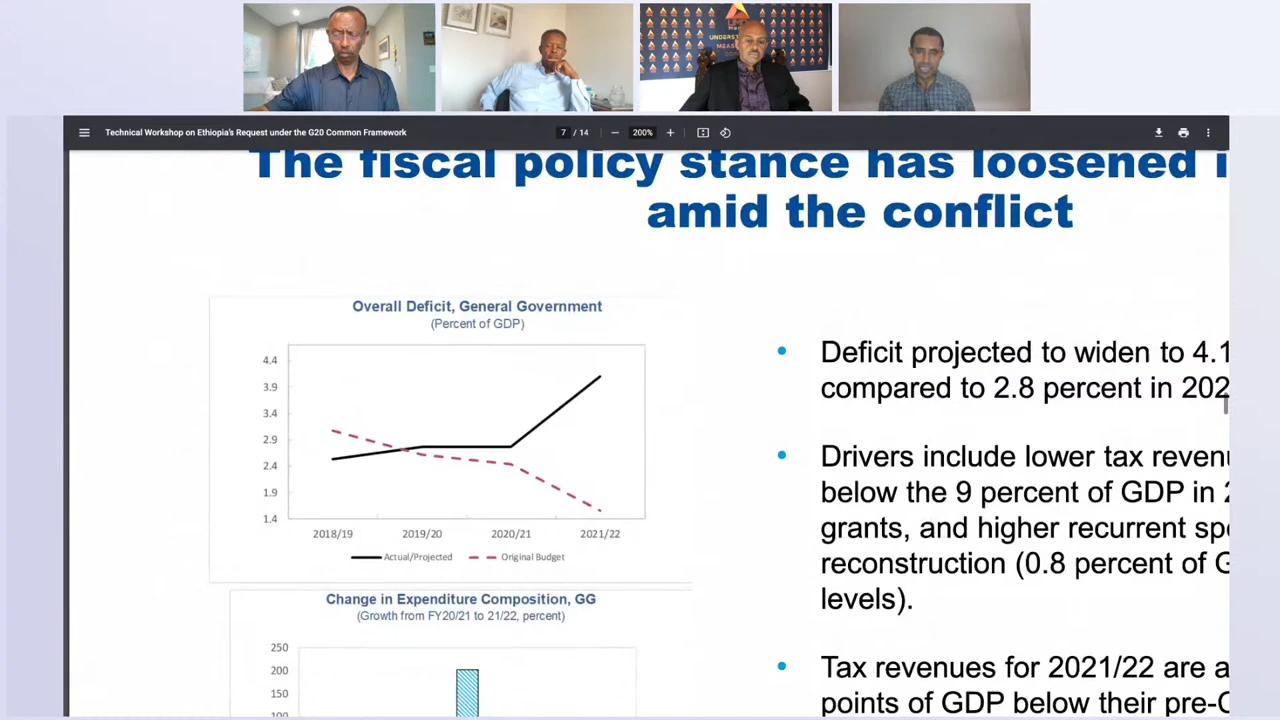 UNDERST
MEAS
Technical Workshop on Ethiopia's Request under the G20 Common Framework 7 / 14 200%
The fiscal policy stance has loosened i
amid the conflict
Overall Deficit, General Government
(Percent of GDP)
4.4
3.9
3.4
2.9
2.4
1.9
1.4
2018/19 2019/20 2020/21 2021/22
Actual/Projected Original Budget
Change in Expenditure Composition, GG
(Growth from FY20/21 to 21/22, percent)
250
200
150
100
• Deficit projected to widen to 4.1
compared to 2.8 percent in 202
• Drivers include lower tax revenu
below the 9 percent of GDP in 2
grants, and higher recurrent spe
reconstruction (0.8 percent of G
levels).
• Tax revenues for 2021/22 are a
points of GDP below their pre-C